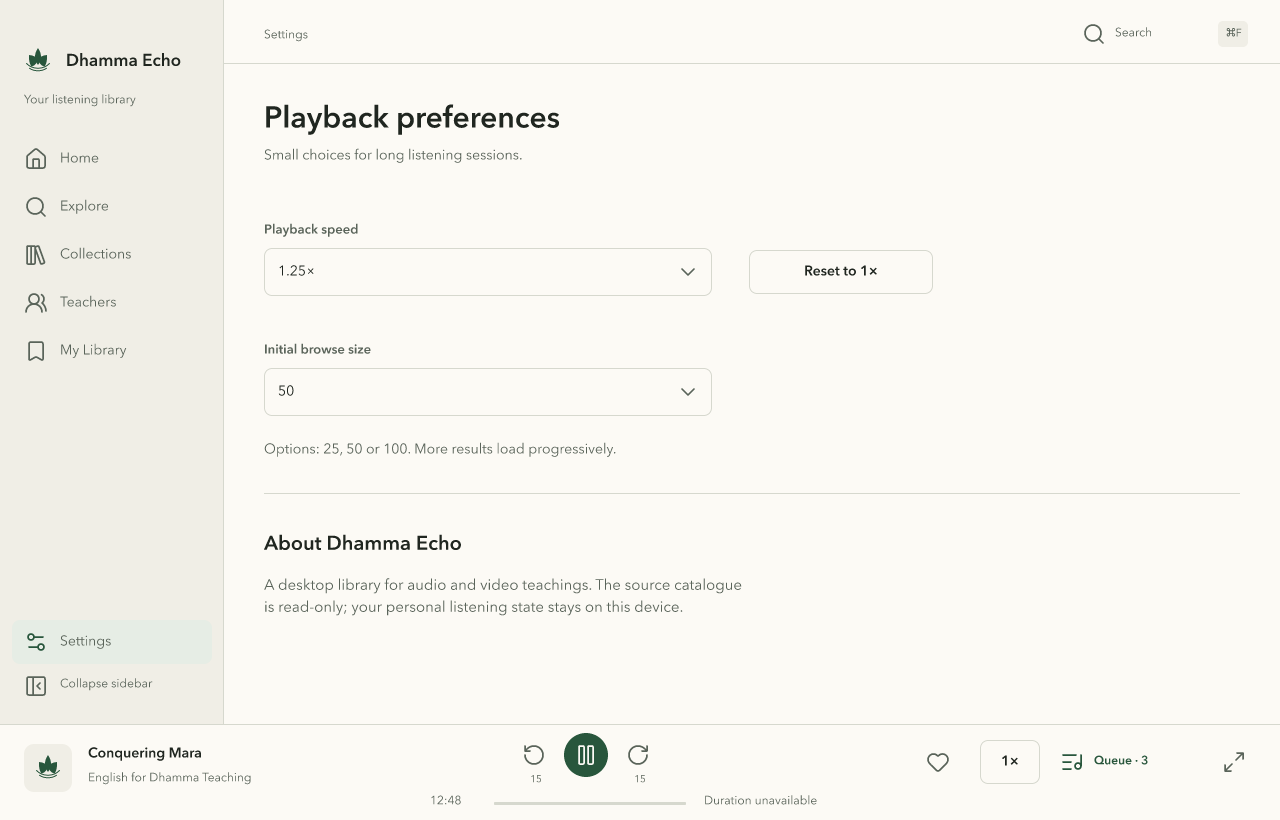 Dhamma Echo
Your listening library
Home
Explore
Collections
Teachers
My Library
Settings
Collapse sidebar
Settings
Search
⌘F
Playback preferences
Small choices for long listening sessions.
Playback speed
1.25×
Reset to 1×
Initial browse size
50
Options: 25, 50 or 100. More results load progressively.
About Dhamma Echo
A desktop library for audio and video teachings. The source catalogue
is read-only; your personal listening state stays on this device.
Conquering Mara
English for Dhamma Teaching
15
15
12:48
Duration unavailable
1×
Queue · 3